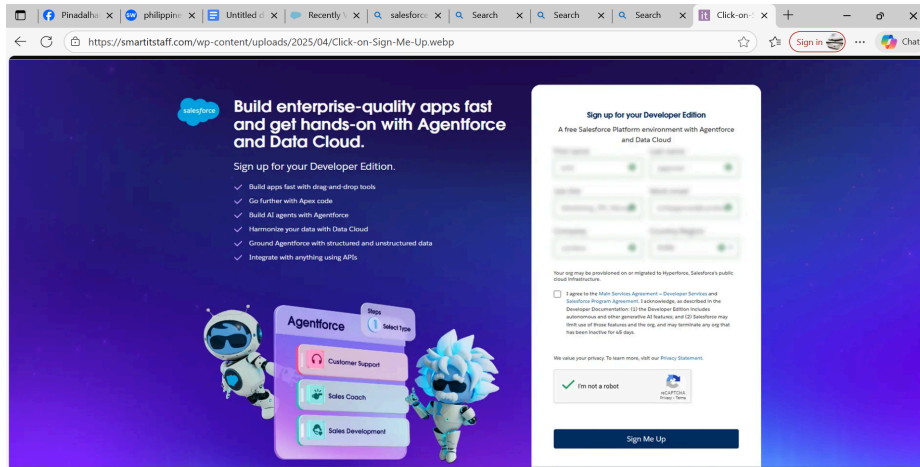 Pinadalha
philippine
Untitled d
Recently V
salesforce
Search
Search
Search
Click-on-S
https://smartitstaff.com/wp-content/uploads/2025/04/Click-on-Sign-Me-Up.webp
Sign in
Chat
salesforce
Build enterprise-quality apps fast
and get hands-on with Agentforce
and Data Cloud.
Sign up for your Developer Edition.
Build apps fast with drag-and-drop tools
Go further with Apex code
Build AI agents with Agentforce
Harmonize your data with Data Cloud
Ground Agentforce with structured and unstructured data
Integrate with anything using APIs
Agentforce
Steps
1 Select Type
Customer Support
Sales Coach
Sales Development
Sign up for your Developer Edition
A free Salesforce Platform environment with Agentforce
and Data Cloud
Your org may be provisioned on or migrated to Hyperforce, Salesforce's public
cloud infrastructure.
I agree to the Main Services Agreement – Developer Services and
Salesforce Program Agreement. I acknowledge, as described in the
Developer Documentation: (1) the Developer Edition includes
autonomous and other generative AI features; and (2) Salesforce may
limit use of those features and the org, and may terminate any org that
has been inactive for 45 days.
We value your privacy. To learn more, visit our Privacy Statement.
I'm not a robot
reCAPTCHA
Privacy - Terms
Sign Me Up